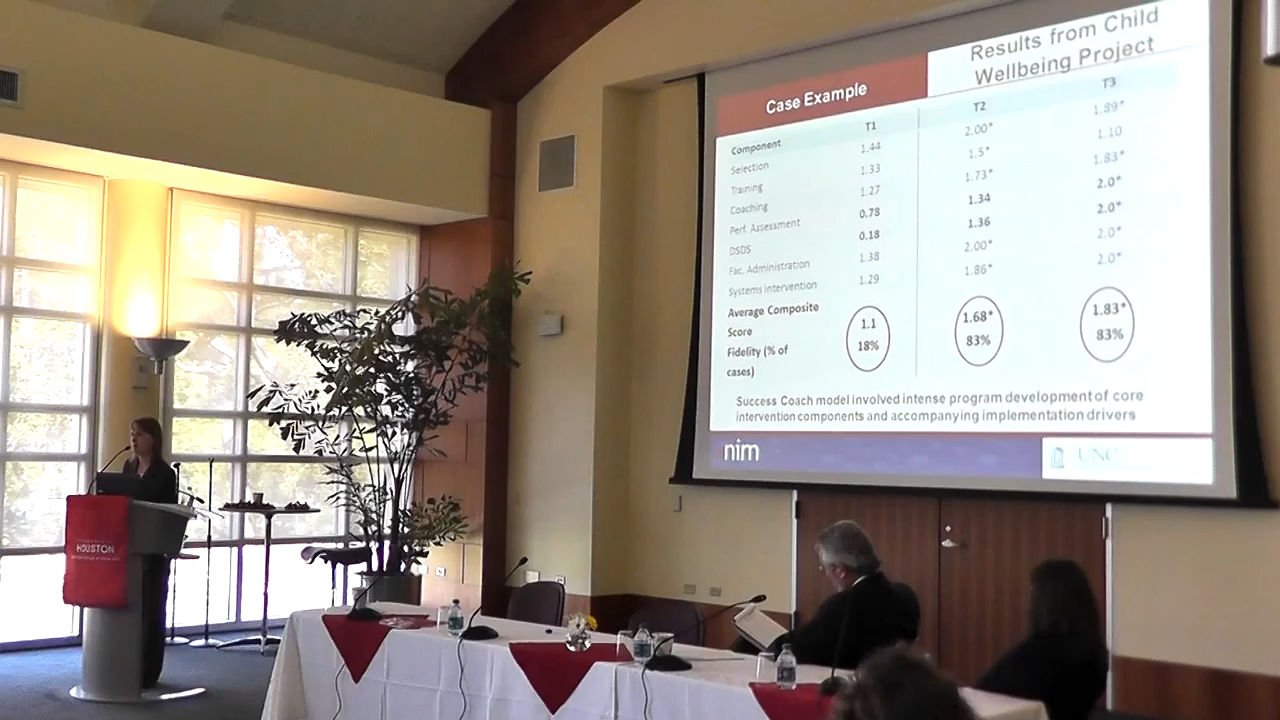 Case Example
Results from Child
Wellbeing Project
Component T1 T2 T3
Selection 1.44 2.00* 1.89*
Training 1.33 1.5* 1.10
Coaching 1.27 1.73* 1.83*
Perf. Assessment 0.78 1.34 2.0*
DSDS 0.18 1.36 2.0*
Fac. Administration 1.38 2.00* 2.0*
Systems Intervention 1.29 1.86* 2.0*
Average Composite
Score 1.1 1.68* 1.83*
Fidelity (% of
cases) 18% 83% 83%
Success Coach model involved intense program development of core
intervention components and accompanying implementation drivers
nirn
UNC
HOUSTON